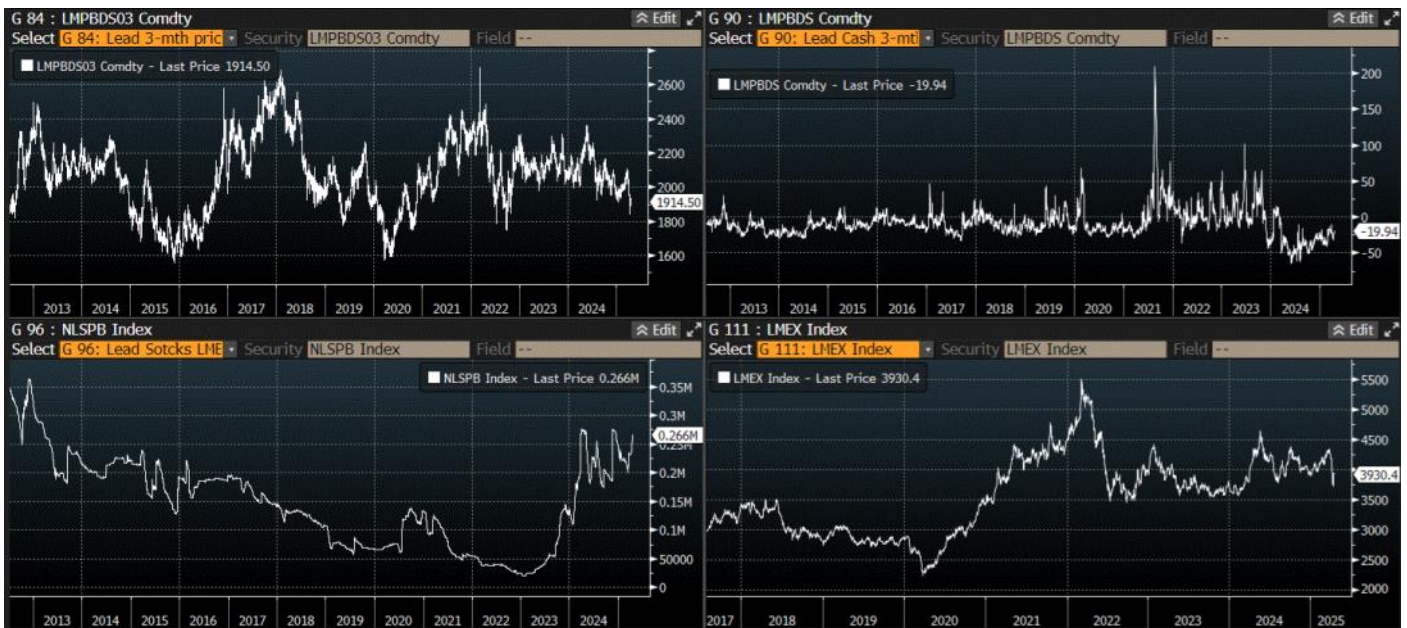 G 84 : LMPBDS03 Comdty
Edit
Select G 84: Lead 3-mth pric Security LMPBDS03 Comdty Field --
LMPBDS03 Comdty - Last Price 1914.50
2600
2400
2200
2000
1914.50
1800
1600
2013 2014 2015 2016 2017 2018 2019 2020 2021 2022 2023 2024
G 90 : LMPBDS Comdty
Edit
Select G 90: Lead Cash 3-mtl Security LMPBDS Comdty Field --
LMPBDS Comdty - Last Price -19.94
200
150
100
50
0
-19.94
-50
2013 2014 2015 2016 2017 2018 2019 2020 2021 2022 2023 2024
G 96 : NLSPB Index
Edit
Select G 96: Lead Sotcks LME Security NLSPB Index Field --
NLSPB Index - Last Price 0.266M
0.35M
0.3M
0.266M
0.25M
0.2M
0.15M
0.1M
50000
0
2013 2014 2015 2016 2017 2018 2019 2020 2021 2022 2023 2024
G 111 : LMEX Index
Edit
Select G 111: LMEX Index Security LMEX Index Field --
LMEX Index - Last Price 3930.4
5500
5000
4500
3930.4
3500
3000
2500
2000
2017 2018 2019 2020 2021 2022 2023 2024 2025